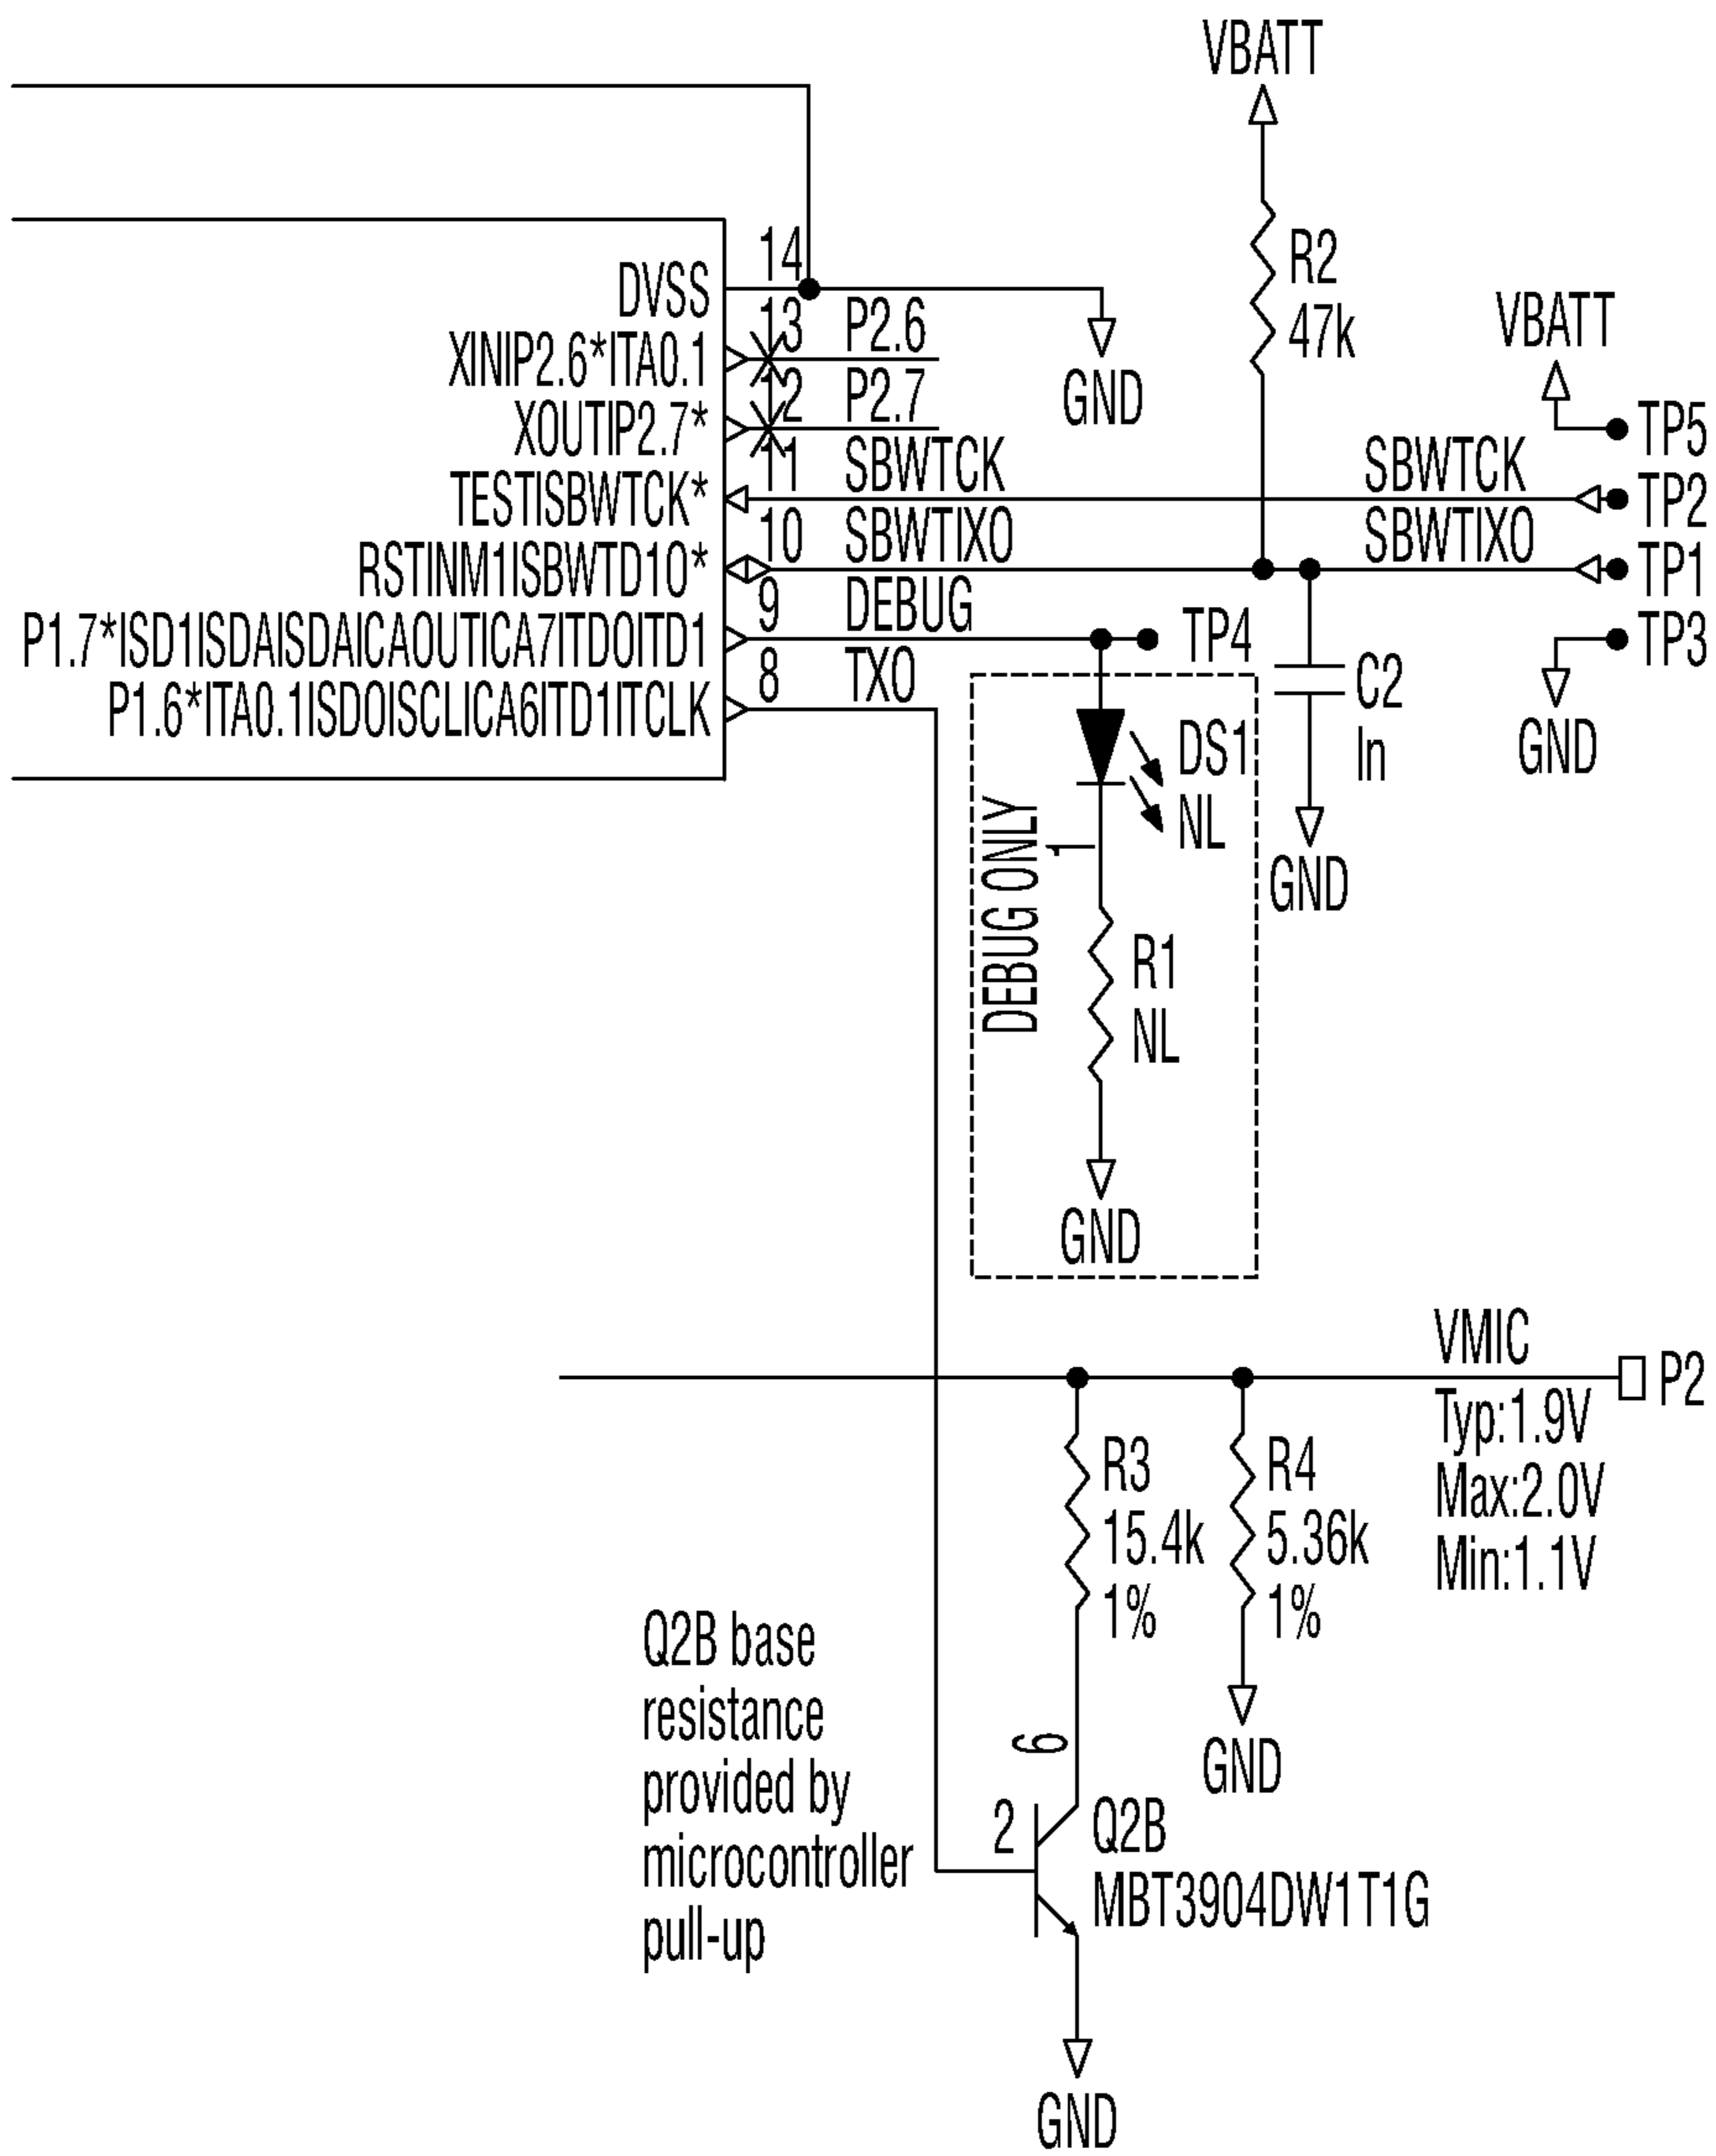 VBATT
14
DVSS
R2
47k
13
P2.6
XINIP2.6*ITA0.1
GND
VBATT
12
P2.7
XOUTIP2.7*
TP5
11
SBWTCK
SBWTCK
TESTISBWTCK*
TP2
10
SBWTIXO
SBWTIXO
RSTINM1ISBWTD10*
TP1
9
DEBUG
P1.7*ISD1ISDAISDAICAOUTICA7ITDOITD1
TP4
TP3
8
TXO
P1.6*ITA0.1ISDOISCLICA6ITD1ITCLK
C2
In
GND
DS1
NL
GND
DEBUG ONLY
1
R1
NL
GND
VMIC
P2
Typ:1.9V
Max:2.0V
Min:1.1V
R3
15.4k
1%
R4
5.36k
1%
GND
Q2B base
resistance
provided by
microcontroller
pull-up
6
2
Q2B
MBT3904DW1T1G
GND